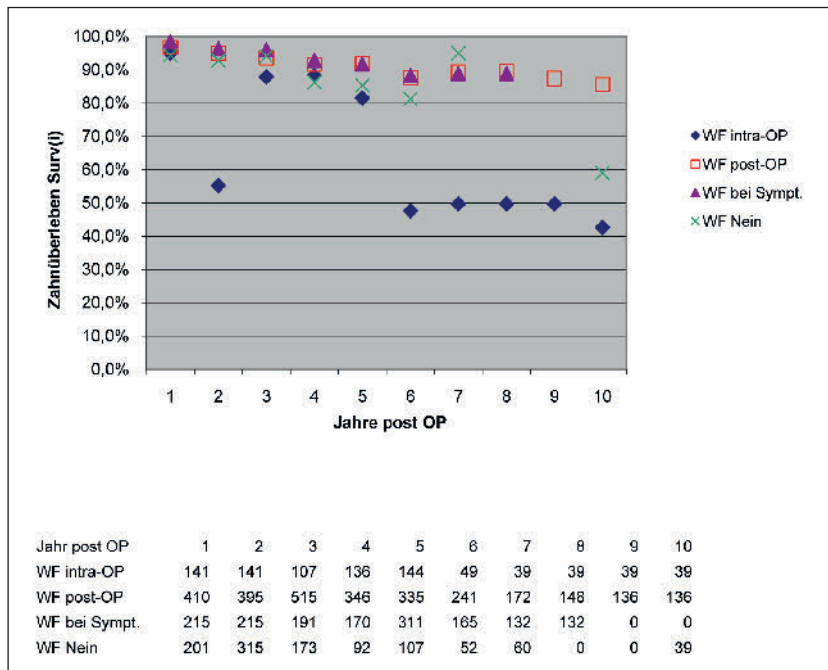 100,0%
90,0%
80,0%
70,0%
60,0%
50,0%
40,0%
30,0%
20,0%
10,0%
0,0%
Zahnüberleben Surv(i)
1 2 3 4 5 6 7 8 9 10
Jahre post OP
WF intra-OP
WF post-OP
WF bei Sympt.
WF Nein
Jahr post OP 1 2 3 4 5 6 7 8 9 10
WF intra-OP 141 141 107 136 144 49 39 39 39 39
WF post-OP 410 395 515 346 335 241 172 148 136 136
WF bei Sympt. 215 215 191 170 311 165 132 132 0 0
WF Nein 201 315 173 92 107 52 60 0 0 39